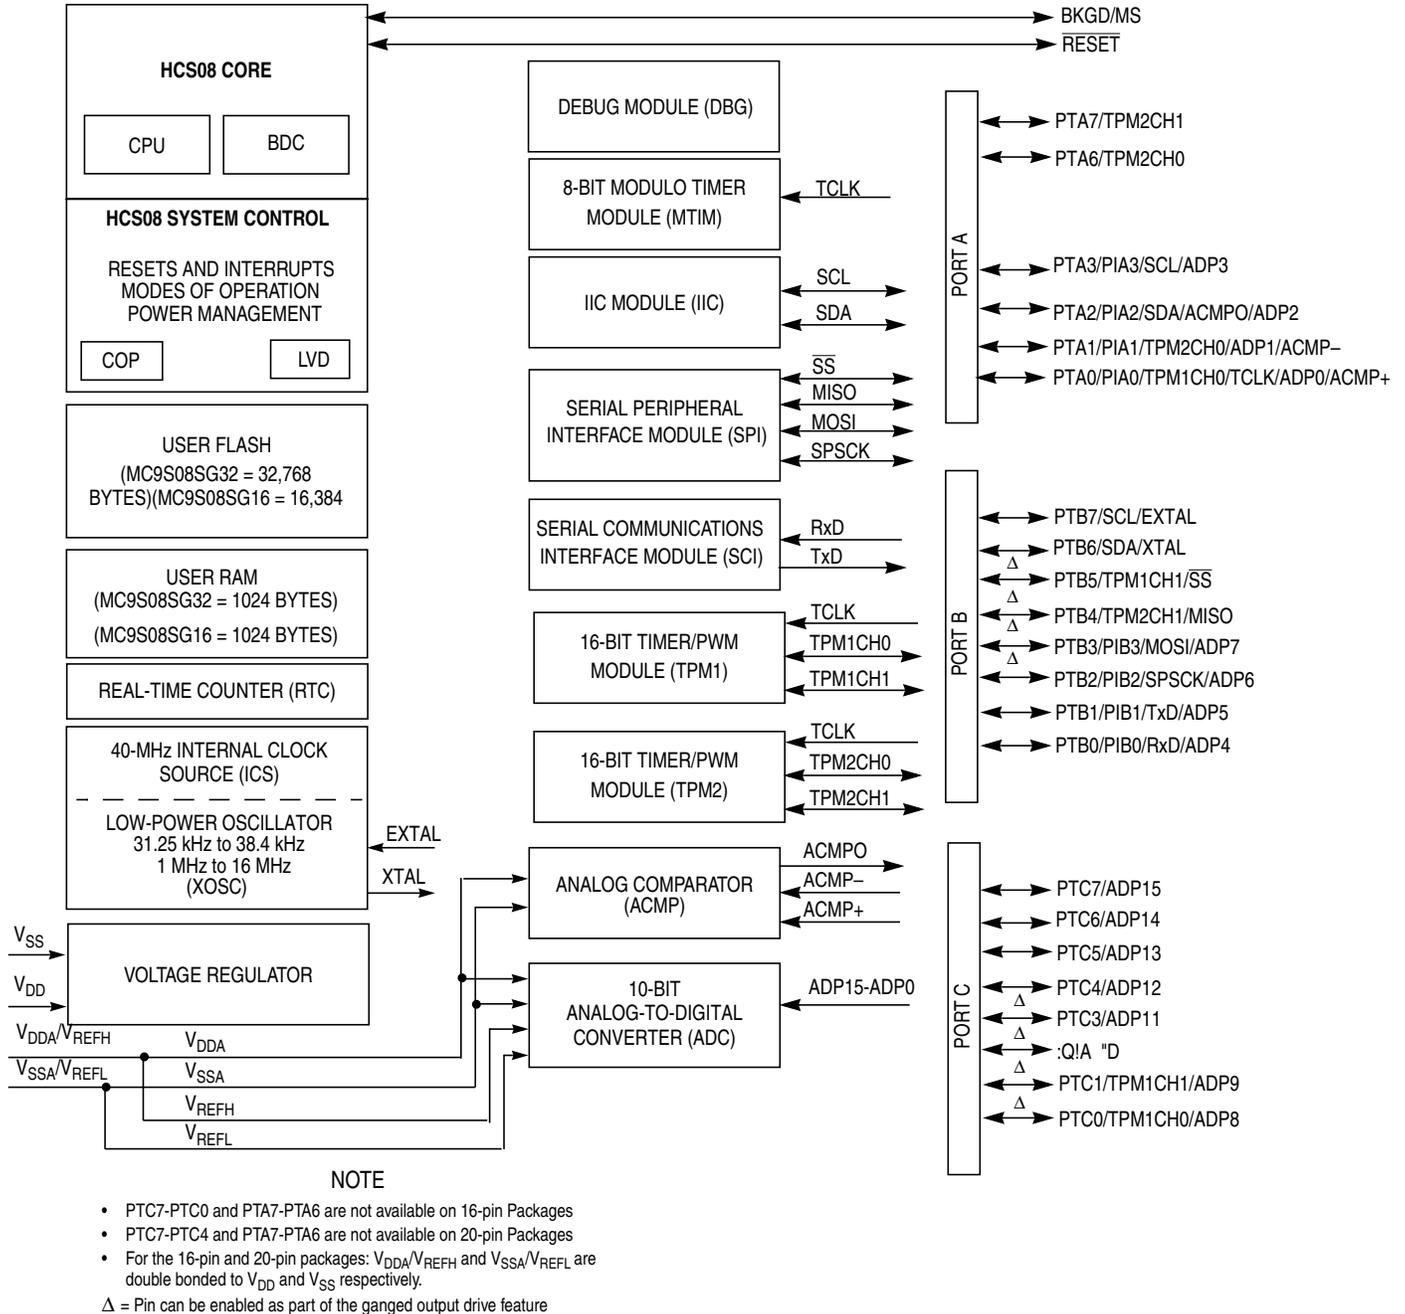 BKGD/MS
RESET
HCS08 CORE
CPU
BDC
HCS08 SYSTEM CONTROL
RESETS AND INTERRUPTS
MODES OF OPERATION
POWER MANAGEMENT
COP
LVD
USER FLASH
(MC9S08SG32 = 32,768
BYTES)(MC9S08SG16 = 16,384
USER RAM
(MC9S08SG32 = 1024 BYTES)
(MC9S08SG16 = 1024 BYTES)
REAL-TIME COUNTER (RTC)
40-MHz INTERNAL CLOCK
SOURCE (ICS)
LOW-POWER OSCILLATOR
31.25 kHz to 38.4 kHz
1 MHz to 16 MHz
(XOSC)
EXTAL
XTAL
VSS
VDD
VOLTAGE REGULATOR
VDDA/VREFH
VSSA/VREFL
VDDA
VSSA
VREFH
VREFL
DEBUG MODULE (DBG)
8-BIT MODULO TIMER
MODULE (MTIM)
TCLK
IIC MODULE (IIC)
SCL
SDA
SERIAL PERIPHERAL
INTERFACE MODULE (SPI)
SS
MISO
MOSI
SPSCK
SERIAL COMMUNICATIONS
INTERFACE MODULE (SCI)
RxD
TxD
16-BIT TIMER/PWM
MODULE (TPM1)
TCLK
TPM1CH0
TPM1CH1
16-BIT TIMER/PWM
MODULE (TPM2)
TCLK
TPM2CH0
TPM2CH1
ANALOG COMPARATOR
(ACMP)
ACMPO
ACMP–
ACMP+
10-BIT
ANALOG-TO-DIGITAL
CONVERTER (ADC)
ADP15-ADP0
PORT A
PTA7/TPM2CH1
PTA6/TPM2CH0
PTA3/PIA3/SCL/ADP3
PTA2/PIA2/SDA/ACMPO/ADP2
PTA1/PIA1/TPM2CH0/ADP1/ACMP–
PTA0/PIA0/TPM1CH0/TCLK/ADP0/ACMP+
PORT B
PTB7/SCL/EXTAL
PTB6/SDA/XTAL
Δ
PTB5/TPM1CH1/SS
Δ
PTB4/TPM2CH1/MISO
Δ
PTB3/PIB3/MOSI/ADP7
Δ
PTB2/PIB2/SPSCK/ADP6
PTB1/PIB1/TxD/ADP5
PTB0/PIB0/RxD/ADP4
PORT C
PTC7/ADP15
PTC6/ADP14
PTC5/ADP13
PTC4/ADP12
Δ
PTC3/ADP11
Δ
:Q!A "D
Δ
PTC1/TPM1CH1/ADP9
Δ
PTC0/TPM1CH0/ADP8
NOTE
• PTC7-PTC0 and PTA7-PTA6 are not available on 16-pin Packages
• PTC7-PTC4 and PTA7-PTA6 are not available on 20-pin Packages
• For the 16-pin and 20-pin packages: VDDA/VREFH and VSSA/VREFL are
double bonded to VDD and VSS respectively.
Δ = Pin can be enabled as part of the ganged output drive feature